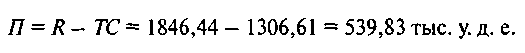 П = R – TC = 1846,44 – 1306,61 = 539,83 тыс. у. д. е.